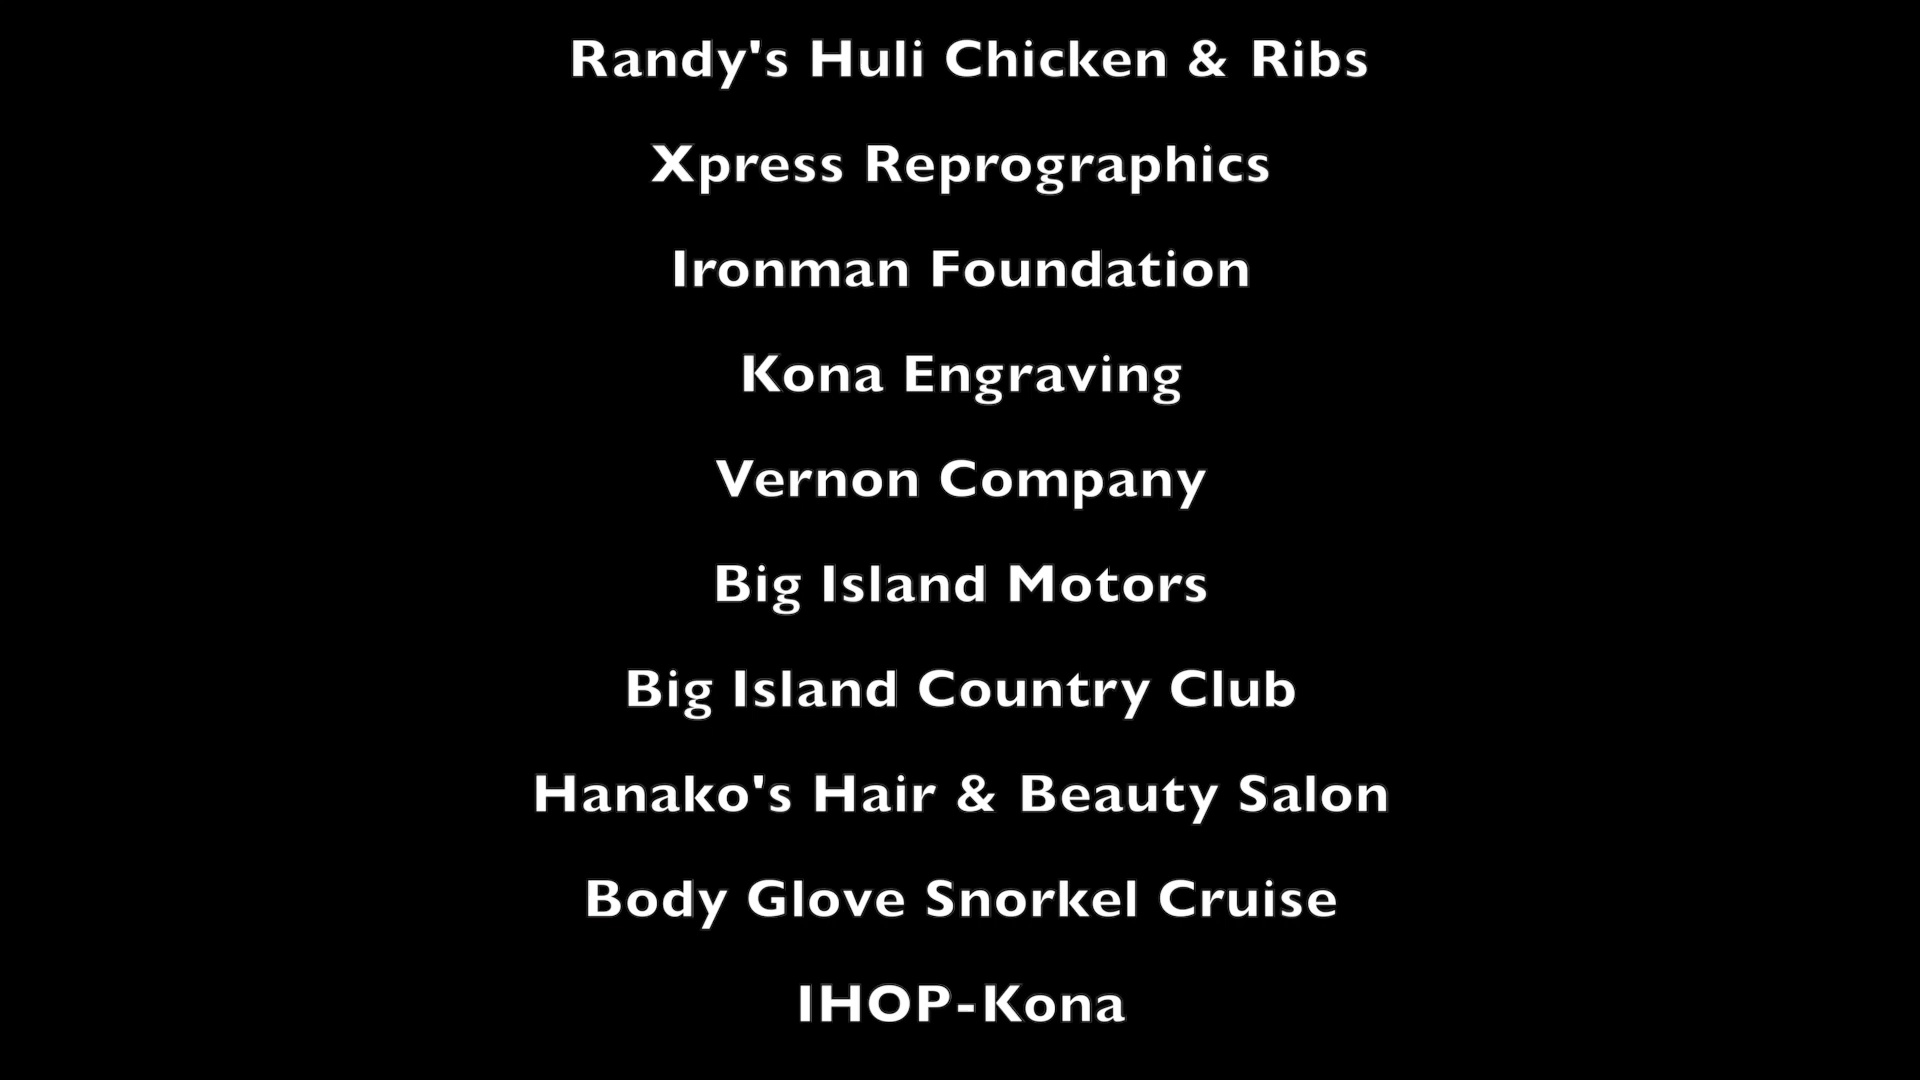 Randy's Huli Chicken & Ribs
Xpress Reprographics
Ironman Foundation
Kona Engraving
Vernon Company
Big Island Motors
Big Island Country Club
Hanako's Hair & Beauty Salon
Body Glove Snorkel Cruise
IHOP-Kona